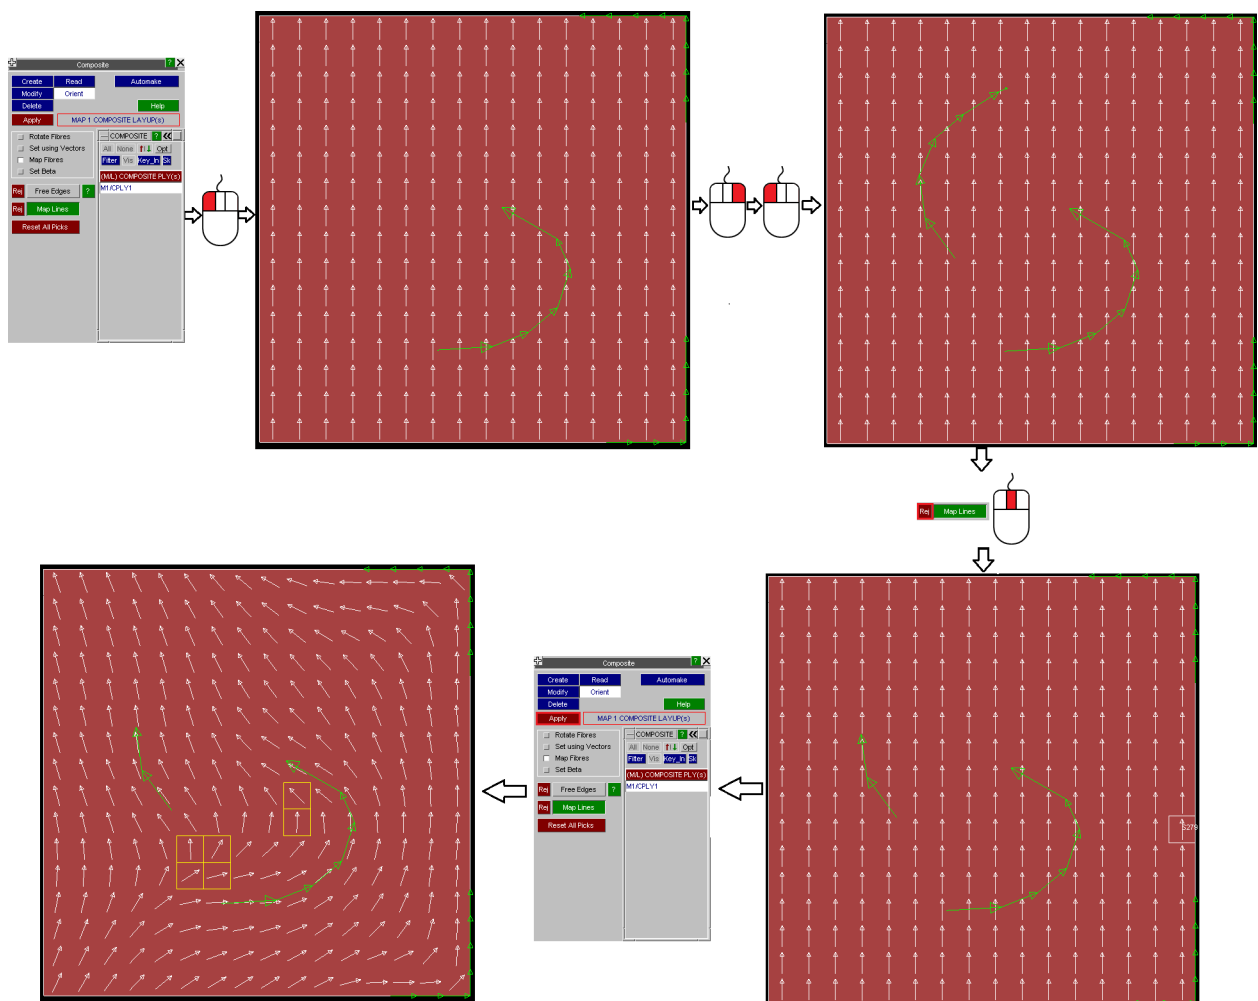 Composite ? X
Create Read Automake
Modify Orient
Delete Help
Apply MAP 1 COMPOSITE LAYUP(s)
Rotate Fibres
Set using Vectors
Map Fibres
Set Beta
Rej Free Edges ?
Rej Map Lines
Reset All Picks
COMPOSITE ? <<
All None Opt
Filter Vis Key_In Sk
(M/L) COMPOSITE PLY(s)
M1/CPLY1
Rej Map Lines
Composite ? X
Create Read Automake
Modify Orient
Delete Help
Apply MAP 1 COMPOSITE LAYUP(s)
Rotate Fibres
Set using Vectors
Map Fibres
Set Beta
Rej Free Edges ?
Rej Map Lines
Reset All Picks
COMPOSITE ? <<
All None Opt
Filter Vis Key_In Sk
(M/L) COMPOSITE PLY(s)
M1/CPLY1